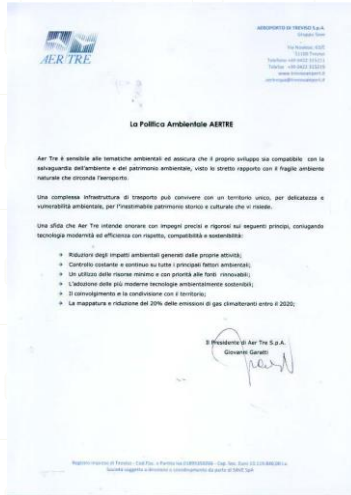 AER TRE
AEROPORTO DI TREVISO S.p.A.
Gruppo Save
La Politica Ambientale AERTRE
Aer Tre è sensibile alle tematiche ambientali ed assicura che il proprio sviluppo sia compatibile con la
salvaguardia dell'ambiente e del patrimonio ambientale, visto lo stretto rapporto con il fragile ambiente
naturale che circonda l'aeroporto.
Una complessa infrastruttura di trasporto può convivere con un territorio unico, per delicatezza e
vulnerabilità ambientale, per l'inestimabile patrimonio storico e culturale che vi risiede.
Una sfida che Aer Tre intende onorare con impegni precisi e rigorosi sui seguenti principi, coniugando
tecnologia modernità ed efficienza con rispetto, compatibilità e sostenibilità:
Riduzioni degli impatti ambientali generati dalle proprie attività;
Controllo costante e continuo su tutte i principali fattori ambientali;
Un utilizzo delle risorse minimo e con priorità alle fonti rinnovabili;
L'adozione delle più moderne tecnologie ambientalmente sostenibili;
Il coinvolgimento e la condivisione con il territorio;
La mappatura e riduzione del 20% delle emissioni di gas climalteranti entro il 2020;
Il Presidente di Aer Tre S.p.A.
Giovanni Garatti